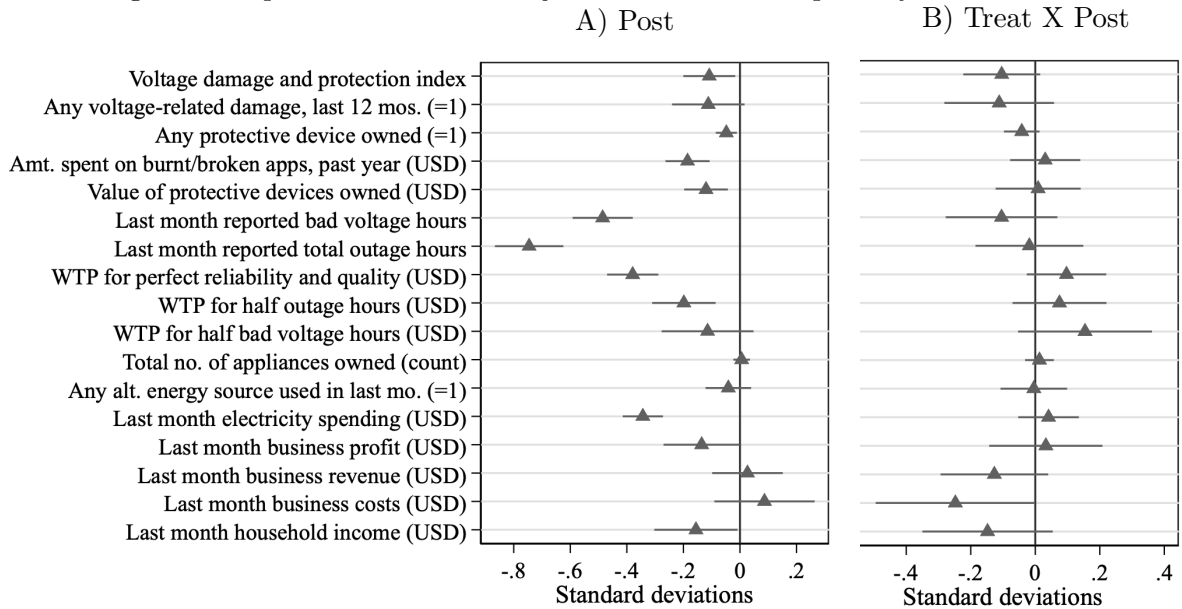 A) Post
B) Treat X Post
Voltage damage and protection index
Any voltage-related damage, last 12 mos. (=1)
Any protective device owned (=1)
Amt. spent on burnt/broken apps, past year (USD)
Value of protective devices owned (USD)
Last month reported bad voltage hours
Last month reported total outage hours
WTP for perfect reliability and quality (USD)
WTP for half outage hours (USD)
WTP for half bad voltage hours (USD)
Total no. of appliances owned (count)
Any alt. energy source used in last mo. (=1)
Last month electricity spending (USD)
Last month business profit (USD)
Last month business revenue (USD)
Last month business costs (USD)
Last month household income (USD)
-.8 -.6 -.4 -.2 0 .2
Standard deviations
-.4 -.2 0 .2 .4
Standard deviations